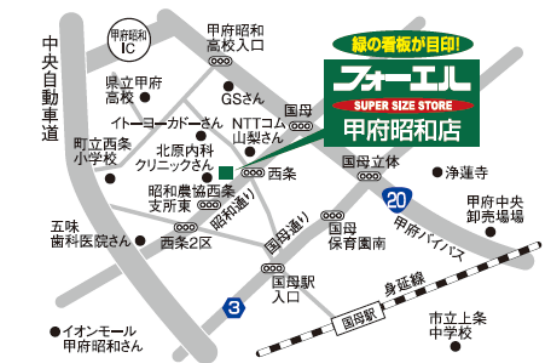 甲府昭和
IC
中央自動車道
甲府昭和
高校入口
緑の看板が目印!
フォーエル
SUPER SIZE STORE
甲府昭和店
県立甲府
高校
GSさん
国母
イトーヨーカドーさん
NTTコム
山梨さん
町立西条
小学校
北原内科
クリニックさん
西条
国母立体
浄蓮寺
昭和農協西条
支所東
昭和通り
20
甲府中央
卸売場場
五味
歯科医院さん
西条2区
国母通り
国母
保育園南
甲府バイパス
国母駅
入口
身延線
3
国母駅
イオンモール
甲府昭和さん
市立上条
中学校